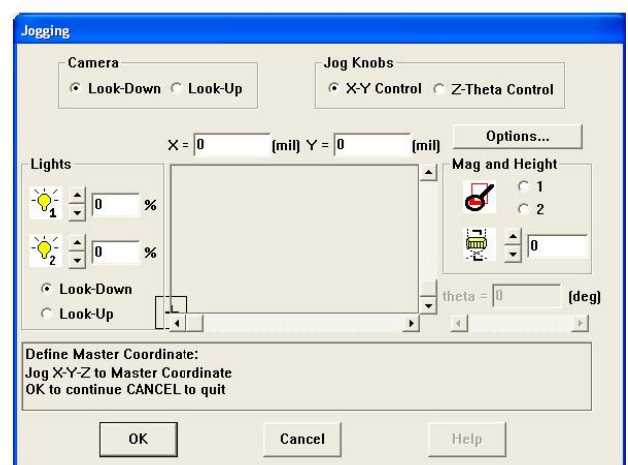 Jogging
Camera
Look-Down Look-Up
Jog Knobs
X-Y Control Z-Theta Control
X = 0 (mil) Y = 0 (mil)
Options...
Lights
1 0 %
2 0 %
Look-Down
Look-Up
Mag and Height
1
2
0
theta = 0 (deg)
Define Master Coordinate:
Jog X-Y-Z to Master Coordinate
OK to continue CANCEL to quit
OK Cancel Help